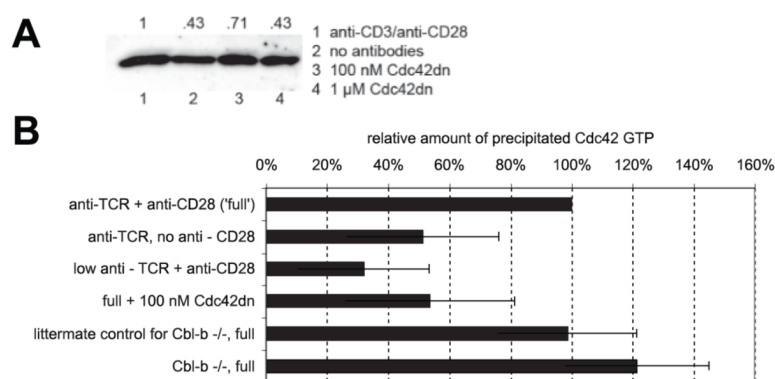 A
1 .43 .71 .43
1 2 3 4
1 anti-CD3/anti-CD28
2 no antibodies
3 100 nM Cdc42dn
4 1 µM Cdc42dn
B
relative amount of precipitated Cdc42 GTP
0% 20% 40% 60% 80% 100% 120% 140% 160%
anti-TCR + anti-CD28 ('full')
anti-TCR, no anti - CD28
low anti - TCR + anti-CD28
full + 100 nM Cdc42dn
littermate control for Cbl-b -/-, full
Cbl-b -/-, full